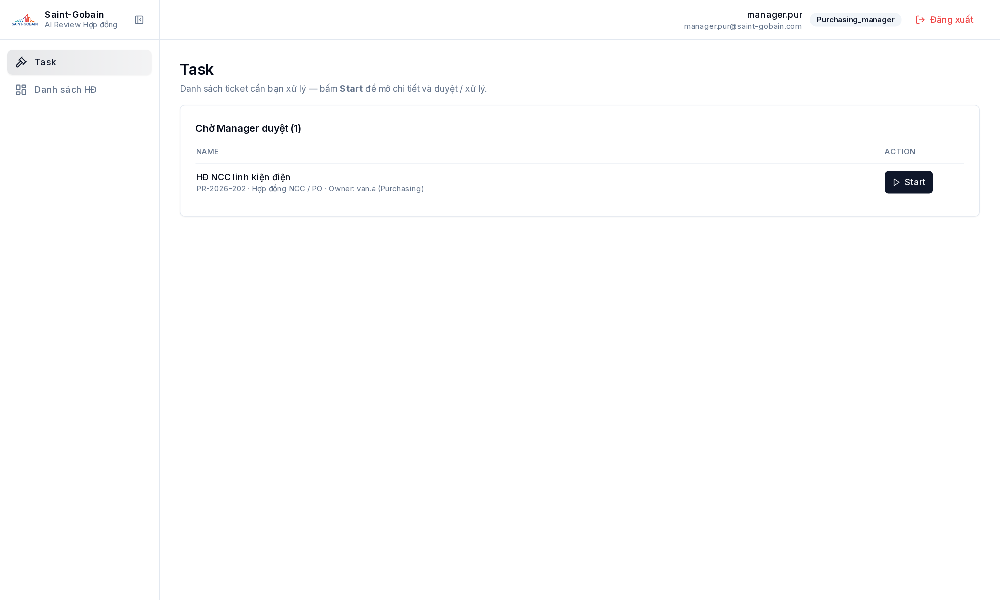 SAINT-GOBAIN
Saint-Gobain
AI Review Hợp đồng
manager.pur
manager.pur@saint-gobain.com
Purchasing_manager
Đăng xuất
Task
Danh sách HĐ
Task
Danh sách ticket cần bạn xử lý — bấm Start để mở chi tiết và duyệt / xử lý.
Chờ Manager duyệt (1)
NAME
ACTION
HĐ NCC linh kiện điện
PR-2026-202 · Hợp đồng NCC / PO · Owner: van.a (Purchasing)
Start